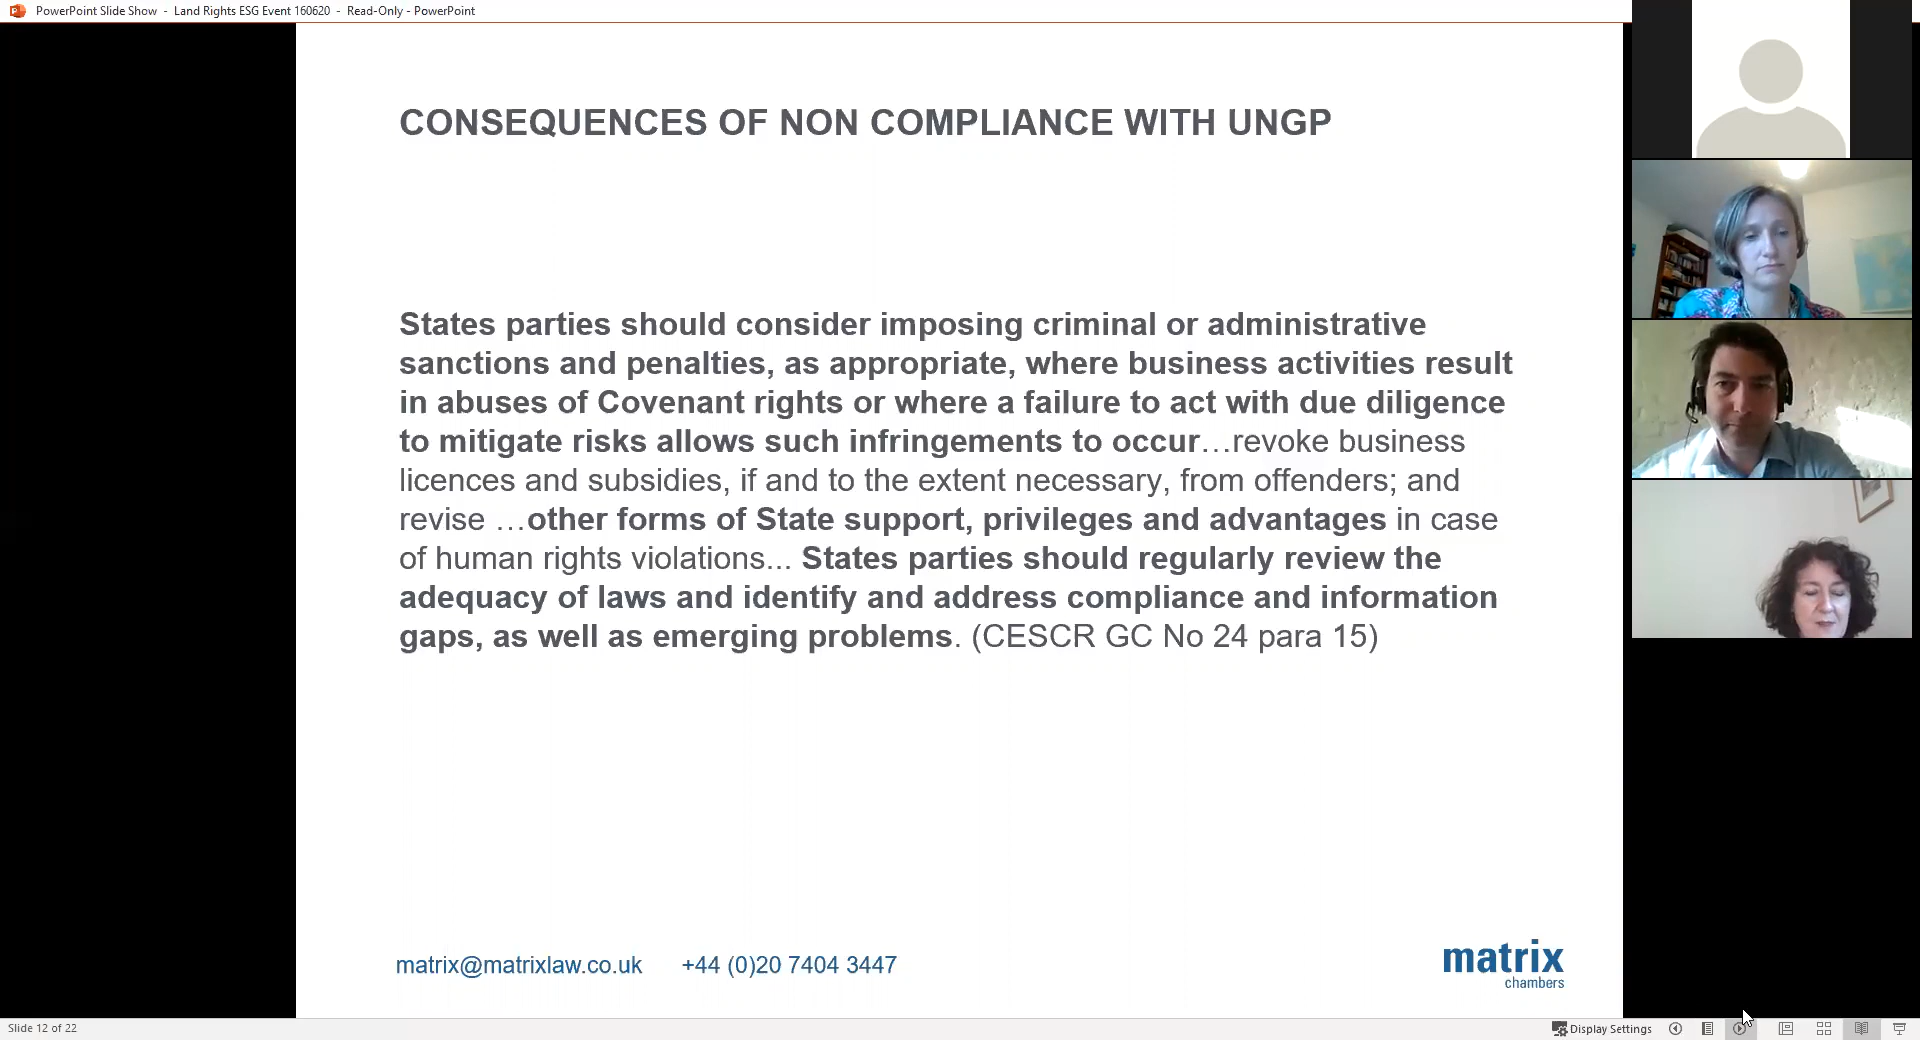 PowerPoint Slide Show - Land Rights ESG Event 160620 - Read-Only - PowerPoint
CONSEQUENCES OF NON COMPLIANCE WITH UNGP
States parties should consider imposing criminal or administrative
sanctions and penalties, as appropriate, where business activities result
in abuses of Covenant rights or where a failure to act with due diligence
to mitigate risks allows such infringements to occur…revoke business
licences and subsidies, if and to the extent necessary, from offenders; and
revise …other forms of State support, privileges and advantages in case
of human rights violations... States parties should regularly review the
adequacy of laws and identify and address compliance and information
gaps, as well as emerging problems. (CESCR GC No 24 para 15)
matrix@matrixlaw.co.uk +44 (0)20 7404 3447
matrix
chambers
Slide 12 of 22
Display Settings